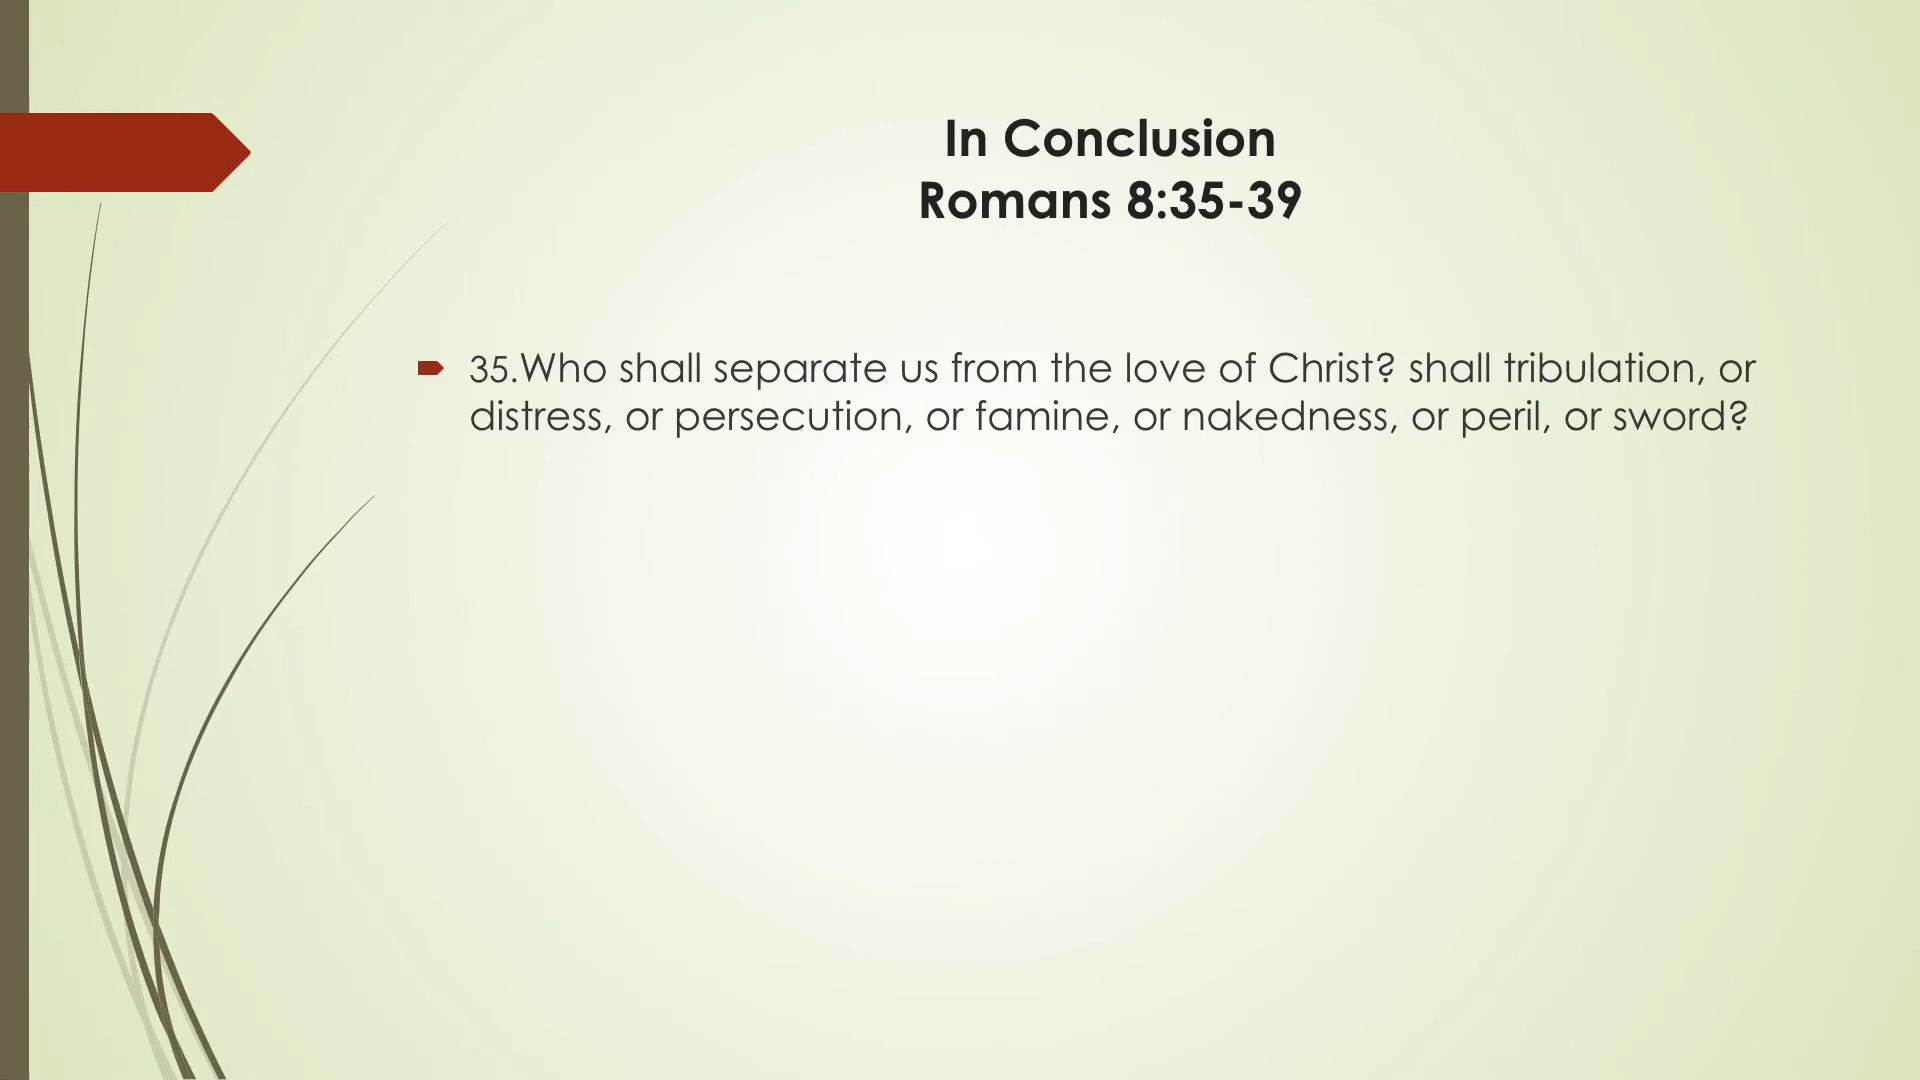 In Conclusion
Romans 8:35-39
35.Who shall separate us from the love of Christ? shall tribulation, or
distress, or persecution, or famine, or nakedness, or peril, or sword?